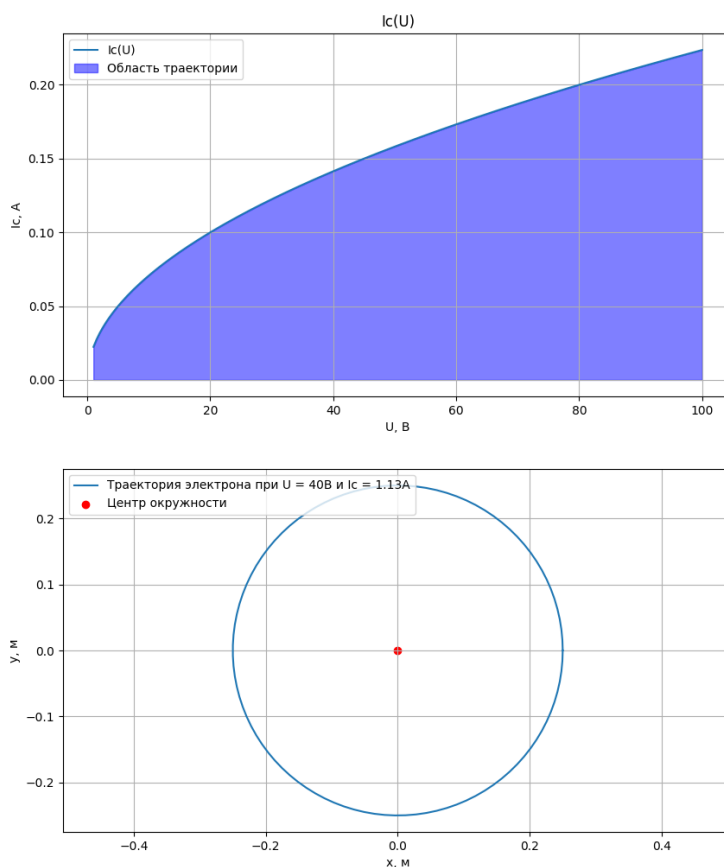 Ic(U)
Ic(U)
Область траектории
Ic, A
0.20
0.15
0.10
0.05
0.00
0
20
40
60
80
100
U, В
Траектория электрона при U = 40В и Ic = 1.13А
Центр окружности
y, м
0.2
0.1
0.0
−0.1
−0.2
−0.4
−0.2
0.0
0.2
0.4
x, м